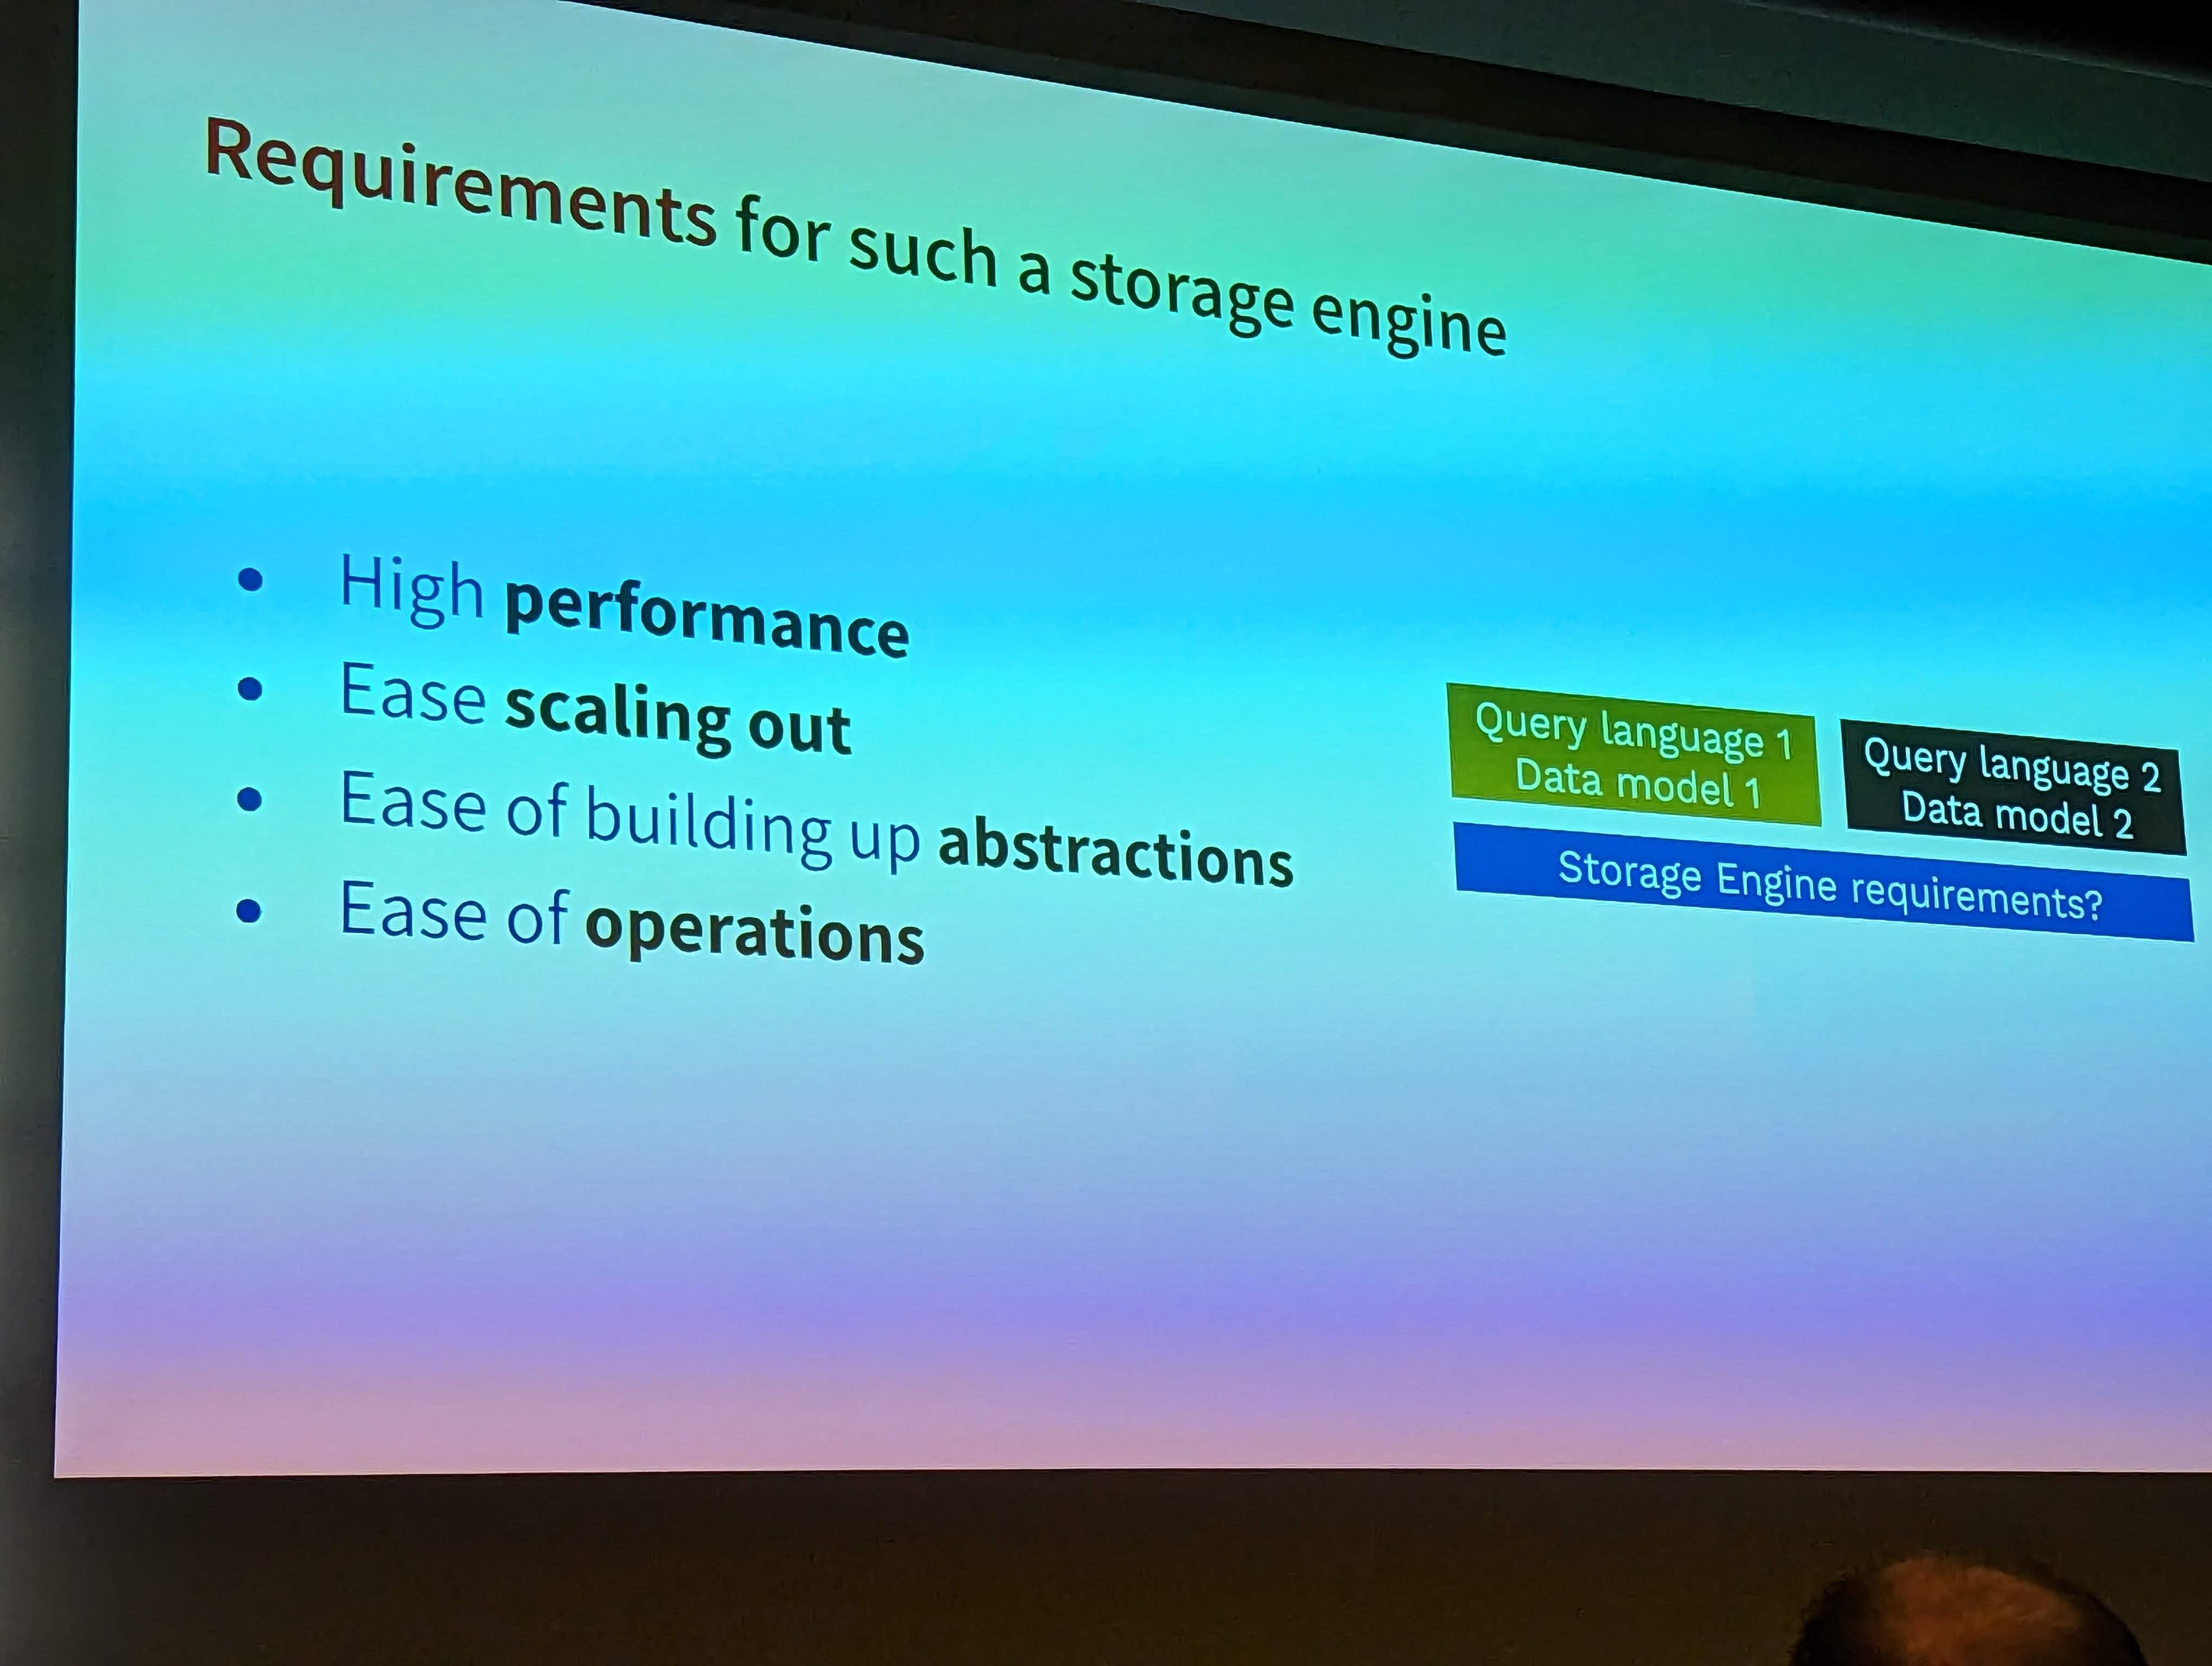 Requirements for such a storage engine
• High performance
• Ease scaling out
• Ease of building up abstractions
• Ease of operations
Query language 1
Data model 1
Query language 2
Data model 2
Storage Engine requirements?